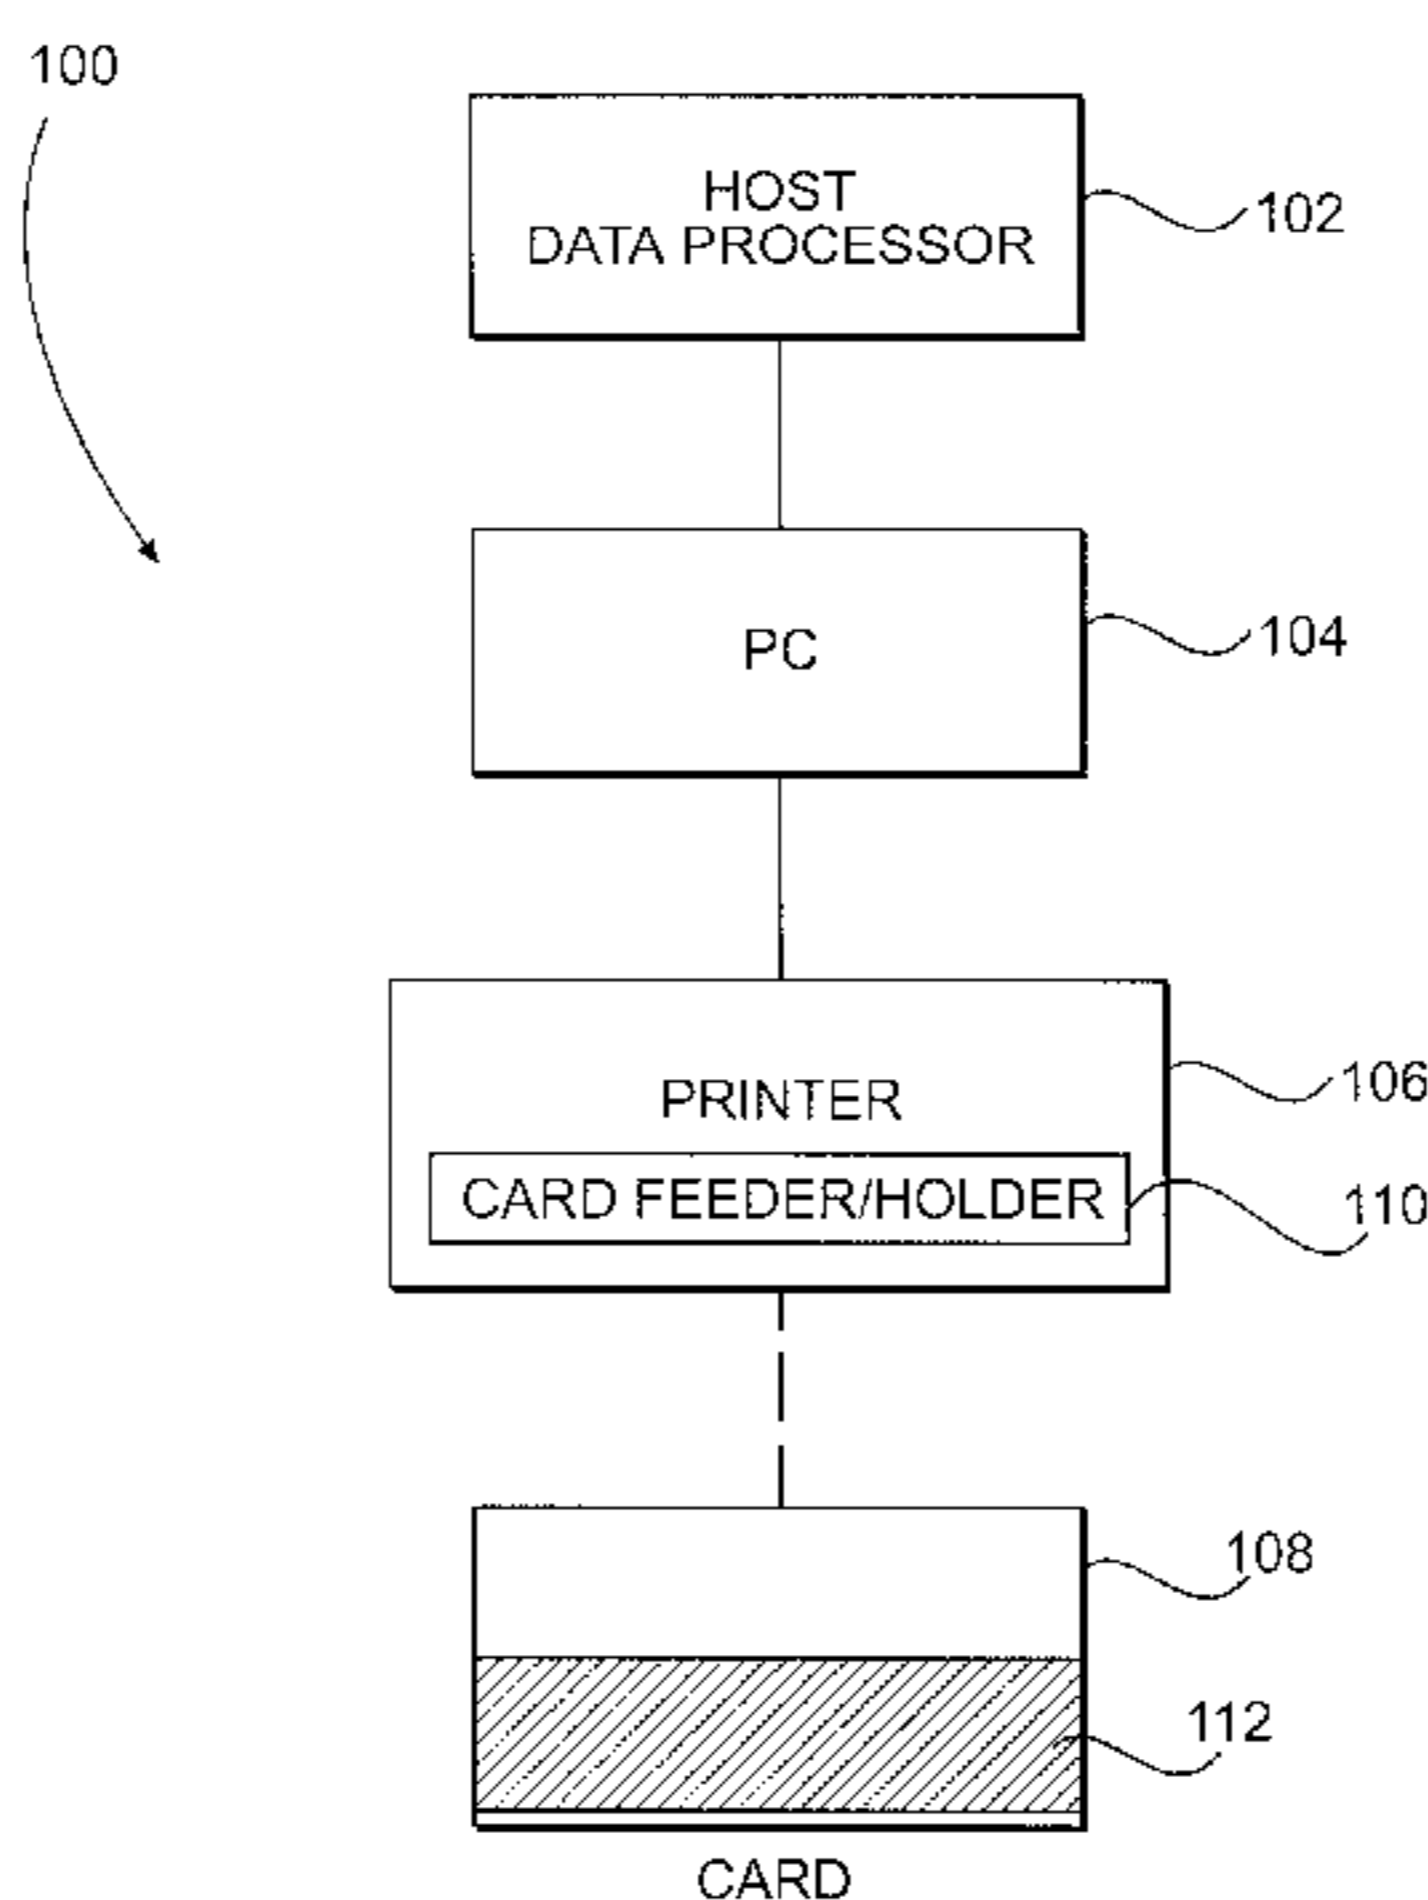 100
HOST
DATA PROCESSOR
102
PC
104
PRINTER
106
CARD FEEDER/HOLDER
110
108
112
CARD